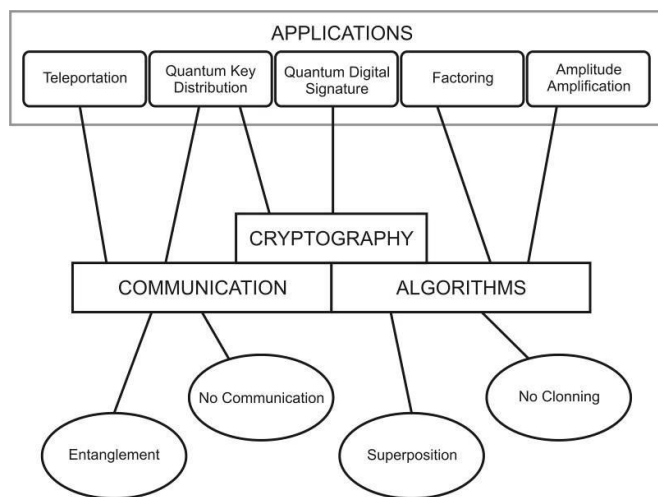 APPLICATIONS
Teleportation
Quantum Key
Distribution
Quantum Digital
Signature
Factoring
Amplitude
Amplification
CRYPTOGRAPHY
COMMUNICATION
ALGORITHMS
No Communication
No Clonning
Entanglement
Superposition